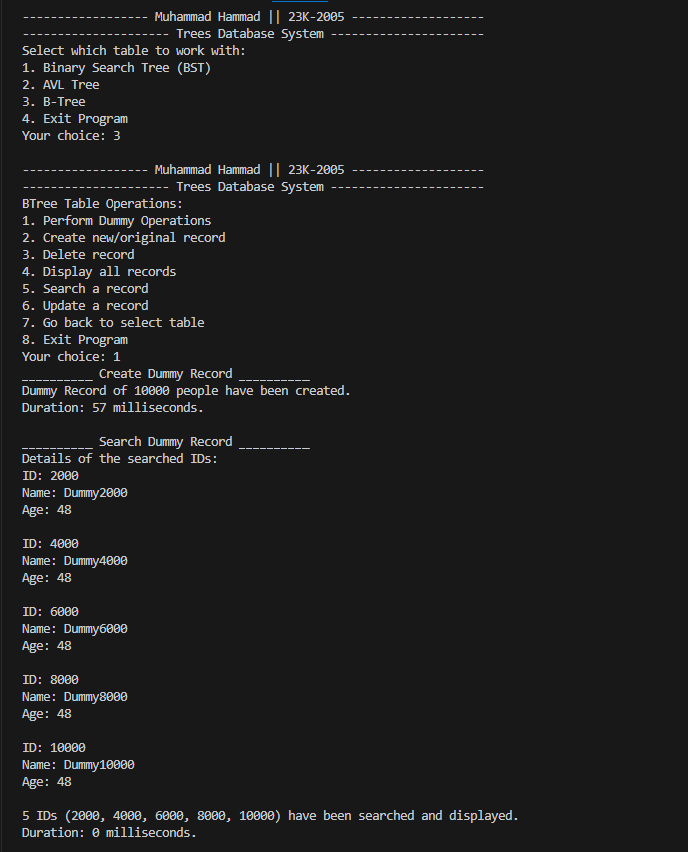 ------------------ Muhammad Hammad || 23K-2005 -------------------
--------------------- Trees Database System ----------------------
Select which table to work with:
1. Binary Search Tree (BST)
2. AVL Tree
3. B-Tree
4. Exit Program
Your choice: 3
------------------ Muhammad Hammad || 23K-2005 -------------------
--------------------- Trees Database System ----------------------
BTree Table Operations:
1. Perform Dummy Operations
2. Create new/original record
3. Delete record
4. Display all records
5. Search a record
6. Update a record
7. Go back to select table
8. Exit Program
Your choice: 1
__________ Create Dummy Record __________
Dummy Record of 10000 people have been created.
Duration: 57 milliseconds.
__________ Search Dummy Record __________
Details of the searched IDs:
ID: 2000
Name: Dummy2000
Age: 48
ID: 4000
Name: Dummy4000
Age: 48
ID: 6000
Name: Dummy6000
Age: 48
ID: 8000
Name: Dummy8000
Age: 48
ID: 10000
Name: Dummy10000
Age: 48
5 IDs (2000, 4000, 6000, 8000, 10000) have been searched and displayed.
Duration: 0 milliseconds.